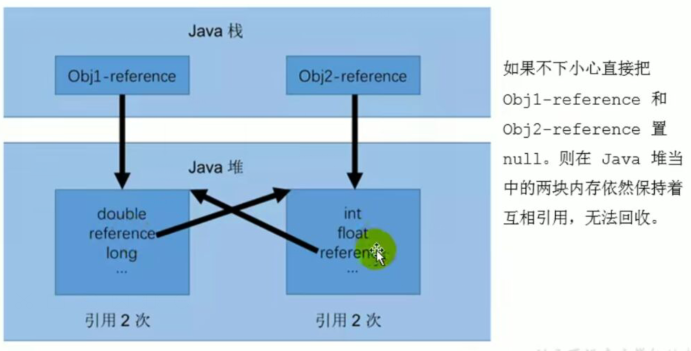 Java 栈
Obj1-reference
Obj2-reference
Java 堆
double
reference
long
...
int
float
reference
...
引用 2 次
引用 2 次
如果不下小心直接把
Obj1-reference 和
Obj2-reference 置
null。则在 Java 堆当
中的两块内存依然保持着
互相引用，无法回收。